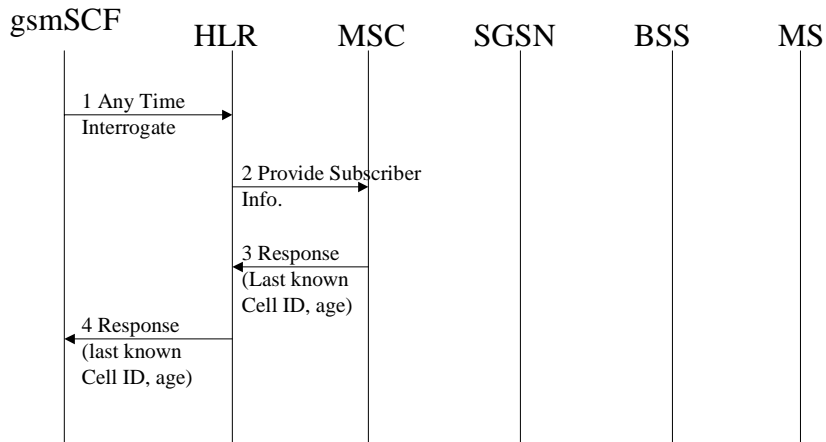 gsmSCF
HLR
MSC
SGSN
BSS
MS
1 Any Time
Interrogate
2 Provide Subscriber
Info.
3 Response
(Last known
Cell ID, age)
4 Response
(last known
Cell ID, age)